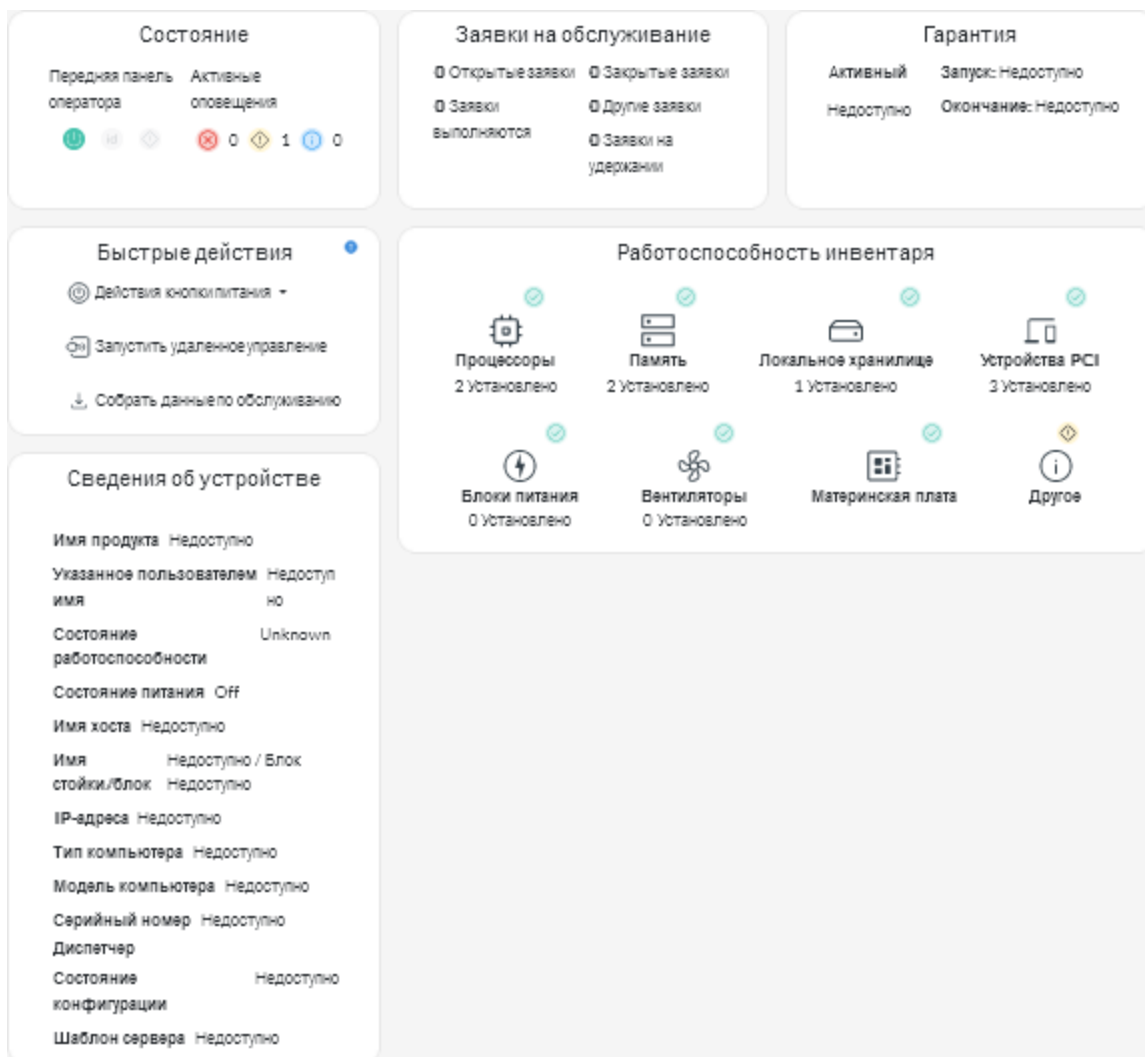 Состояние
Передняя панель оператора
Активные оповещения
0 1 0
Заявки на обслуживание
0 Открытые заявки
0 Закрытые заявки
0 Заявки выполняются
0 Другие заявки
0 Заявки на удержании
Гарантия
Активный
Недоступно
Запуск: Недоступно
Окончание: Недоступно
Быстрые действия
Действия кнопки питания
Запустить удаленное управление
Собрать данные по обслуживанию
Работоспособность инвентаря
Процессоры
2 Установлено
Память
2 Установлено
Локальное хранилище
1 Установлено
Устройства PCI
3 Установлено
Блоки питания
0 Установлено
Вентиляторы
0 Установлено
Материнская плата
Другое
Сведения об устройстве
Имя продукта Недоступно
Указанное пользователем имя Недоступно
Состояние работоспособности Unknown
Состояние питания Off
Имя хоста Недоступно
Имя стойки/блок Недоступно / Блок Недоступно
IP-адреса Недоступно
Тип компьютера Недоступно
Модель компьютера Недоступно
Серийный номер Недоступно
Диспетчер
Состояние конфигурации Недоступно
Шаблон сервера Недоступно